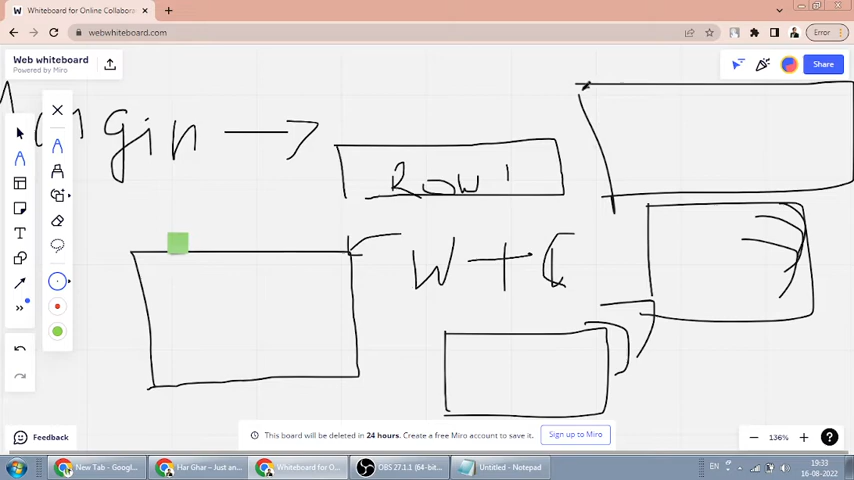 Whiteboard for Online Collabora
webwhiteboard.com
Error
Web whiteboard
Powered by Miro
Share
gin →
Row 1
W +
T
Feedback
This board will be deleted in 24 hours. Create a free Miro account to save it.
Sign up to Miro
136%
New Tab - Googl...
Har Ghar – Just an...
Whiteboard for O...
OBS 27.1.1 (64-bit...
Untitled - Notepad
EN
19:33
16-08-2022